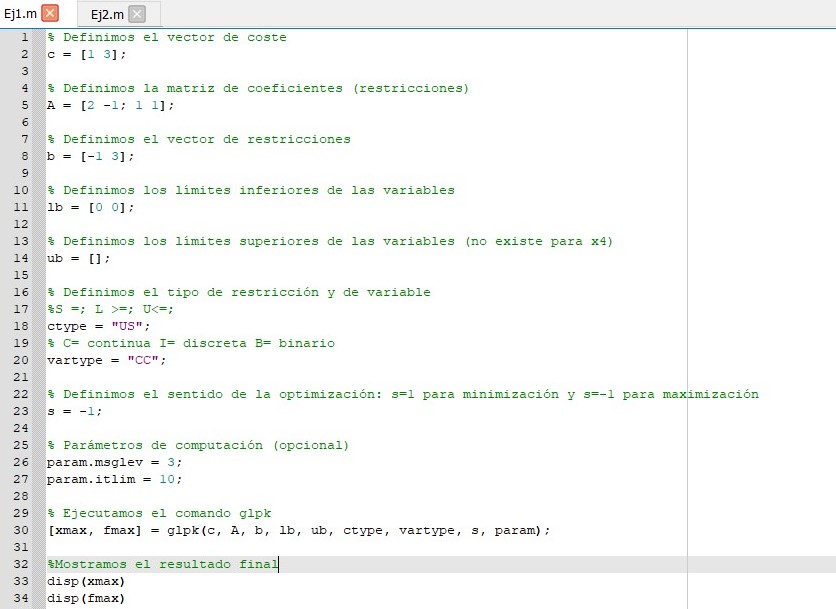 Ej1.m
Ej2.m
1 % Definimos el vector de coste
2 c = [1 3];
3
4 % Definimos la matriz de coeficientes (restricciones)
5 A = [2 -1; 1 1];
6
7 % Definimos el vector de restricciones
8 b = [-1 3];
9
10 % Definimos los límites inferiores de las variables
11 lb = [0 0];
12
13 % Definimos los límites superiores de las variables (no existe para x4)
14 ub = [];
15
16 % Definimos el tipo de restricción y de variable
17 %S =; L >=; U<=;
18 ctype = "US";
19 % C= continua I= discreta B= binario
20 vartype = "CC";
21
22 % Definimos el sentido de la optimización: s=1 para minimización y s=-1 para maximización
23 s = -1;
24
25 % Parámetros de computación (opcional)
26 param.msglev = 3;
27 param.itlim = 10;
28
29 % Ejecutamos el comando glpk
30 [xmax, fmax] = glpk(c, A, b, lb, ub, ctype, vartype, s, param);
31
32 %Mostramos el resultado final
33 disp(xmax)
34 disp(fmax)